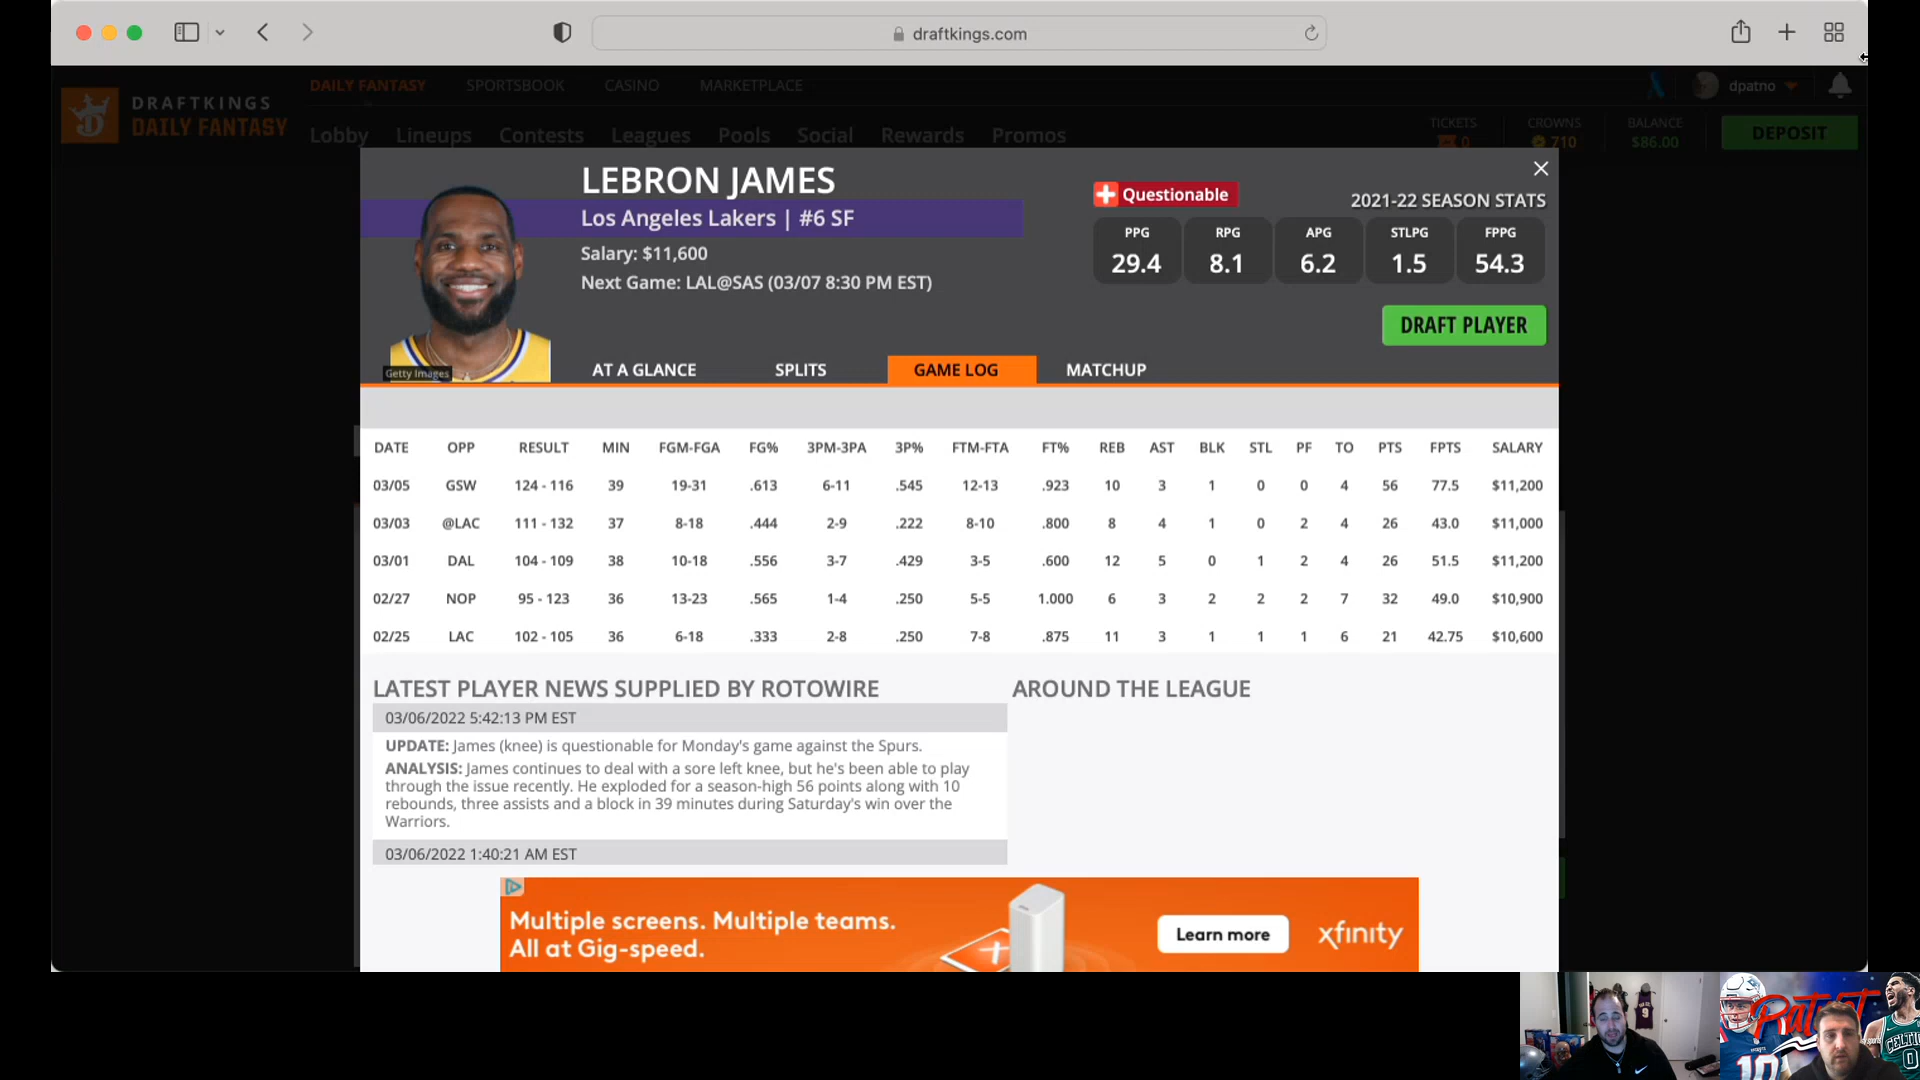 draftkings.com
DRAFTKINGS
DAILY FANTASY
DAILY FANTASY SPORTSBOOK CASINO MARKETPLACE
dpatno
Lobby Lineups Contests Leagues Pools Social Rewards Promos
TICKETS CROWNS BALANCE
0 710 $86.00
DEPOSIT
LEBRON JAMES
Los Angeles Lakers | #6 SF
Salary: $11,600
Next Game: LAL@SAS (03/07 8:30 PM EST)
Getty Images
Questionable
2021-22 SEASON STATS
PPG RPG APG STLPG FPPG
29.4 8.1 6.2 1.5 54.3
DRAFT PLAYER
AT A GLANCE SPLITS GAME LOG MATCHUP
DATE OPP RESULT MIN FGM-FGA FG% 3PM-3PA 3P% FTM-FTA FT% REB AST BLK STL PF TO PTS FPTS SALARY
03/05 GSW 124 - 116 39 19-31 .613 6-11 .545 12-13 .923 10 3 1 0 0 4 56 77.5 $11,200
03/03 @LAC 111 - 132 37 8-18 .444 2-9 .222 8-10 .800 8 4 1 0 2 4 26 43.0 $11,000
03/01 DAL 104 - 109 38 10-18 .556 3-7 .429 3-5 .600 12 5 0 1 2 4 26 51.5 $11,200
02/27 NOP 95 - 123 36 13-23 .565 1-4 .250 5-5 1.000 6 3 2 2 2 7 32 49.0 $10,900
02/25 LAC 102 - 105 36 6-18 .333 2-8 .250 7-8 .875 11 3 1 1 1 6 21 42.75 $10,600
LATEST PLAYER NEWS SUPPLIED BY ROTOWIRE
AROUND THE LEAGUE
03/06/2022 5:42:13 PM EST
UPDATE: James (knee) is questionable for Monday's game against the Spurs.
ANALYSIS: James continues to deal with a sore left knee, but he's been able to play
through the issue recently. He exploded for a season-high 56 points along with 10
rebounds, three assists and a block in 39 minutes during Saturday's win over the
Warriors.
03/06/2022 1:40:21 AM EST
Multiple screens. Multiple teams.
All at Gig-speed.
Learn more
xfinity
9
10
CELTIC
0